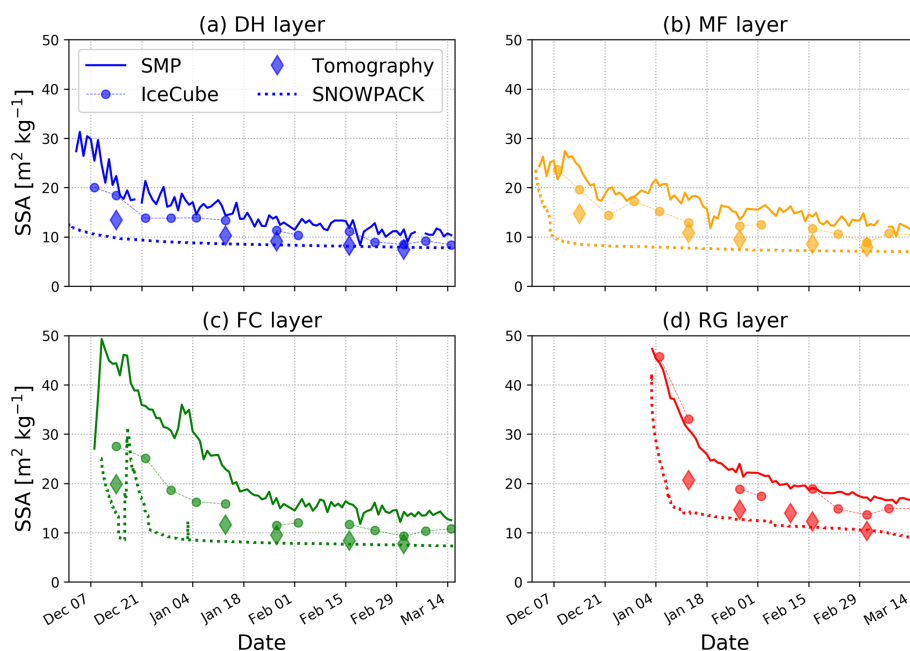 (a) DH layer
(b) MF layer
50
40
30
20
10
0
SSA [m² kg⁻¹]
SMP
IceCube
Tomography
SNOWPACK
50
40
30
20
10
0
(c) FC layer
(d) RG layer
50
40
30
20
10
0
SSA [m² kg⁻¹]
50
40
30
20
10
0
Dec 07
Dec 21
Jan 04
Jan 18
Feb 01
Feb 15
Feb 29
Mar 14
Date
Dec 07
Dec 21
Jan 04
Jan 18
Feb 01
Feb 15
Feb 29
Mar 14
Date